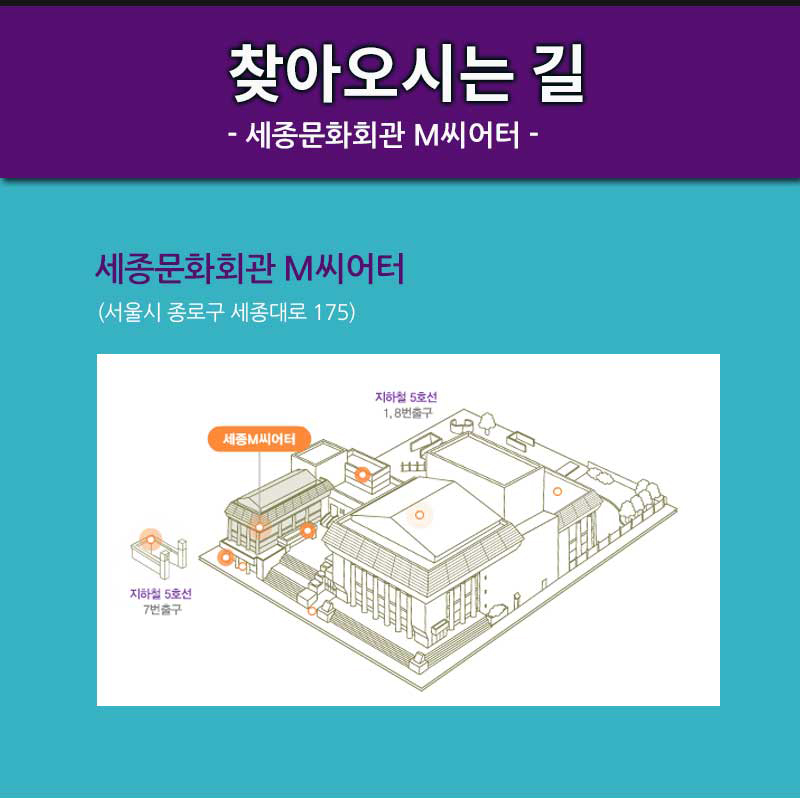 찾아오시는 길
- 세종문화회관 M씨어터 -
세종문화회관 M씨어터
(서울시 종로구 세종대로 175)
지하철 5호선
1, 8번출구
세종M씨어터
지하철 5호선
7번출구